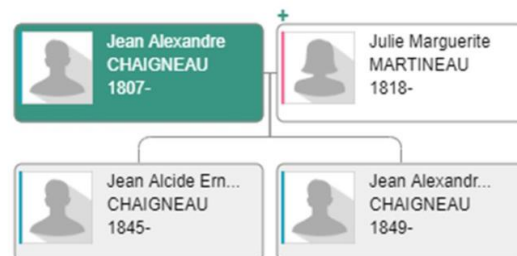 Jean Alexandre
CHAIGNEAU
1807-
+
Julie Marguerite
MARTINEAU
1818-
Jean Alcide Ern...
CHAIGNEAU
1845-
Jean Alexandr...
CHAIGNEAU
1849-